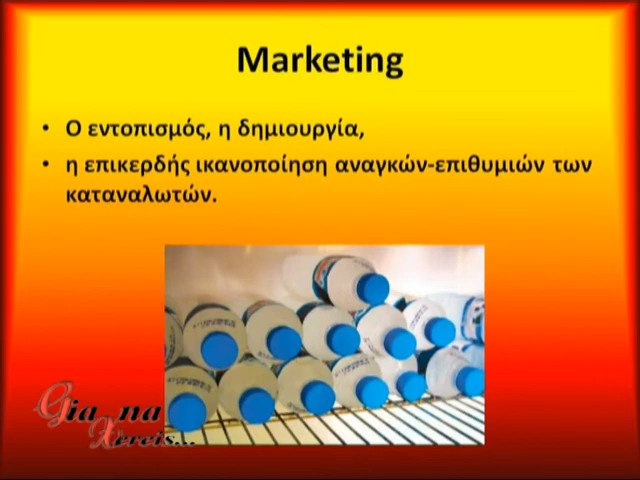 Marketing
• Ο εντοπισμός, η δημιουργία,
• η επικερδής ικανοποίηση αναγκών-επιθυμιών των
καταναλωτών.
Gia na
Xereis...